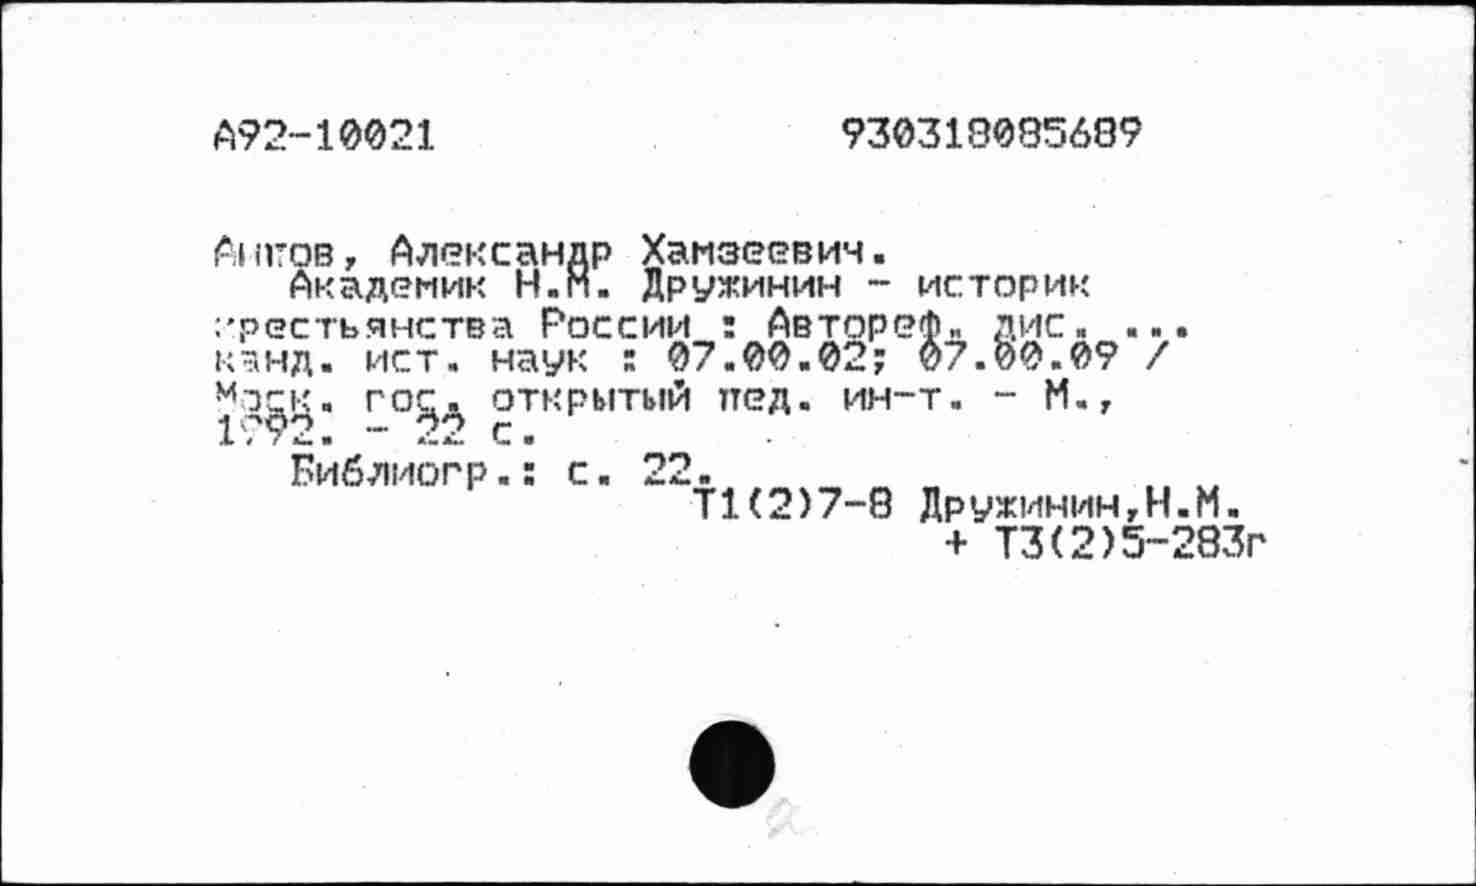 А92-10021 930318085689
Александр Хамзеевич.
Академик Н.М. Дружинин - историк
крестьянства России : Автореф. дис. ...
канд. ист. наук : 07.00.02; 07.00.09 /
Моск. гос. открытый пед. ин-т. - М.,
1992. - 22 с.
Библиогр.: с. 22.
Т1(2)7-8 Дружинин,Н.М.
+ Т3(2)5-283г